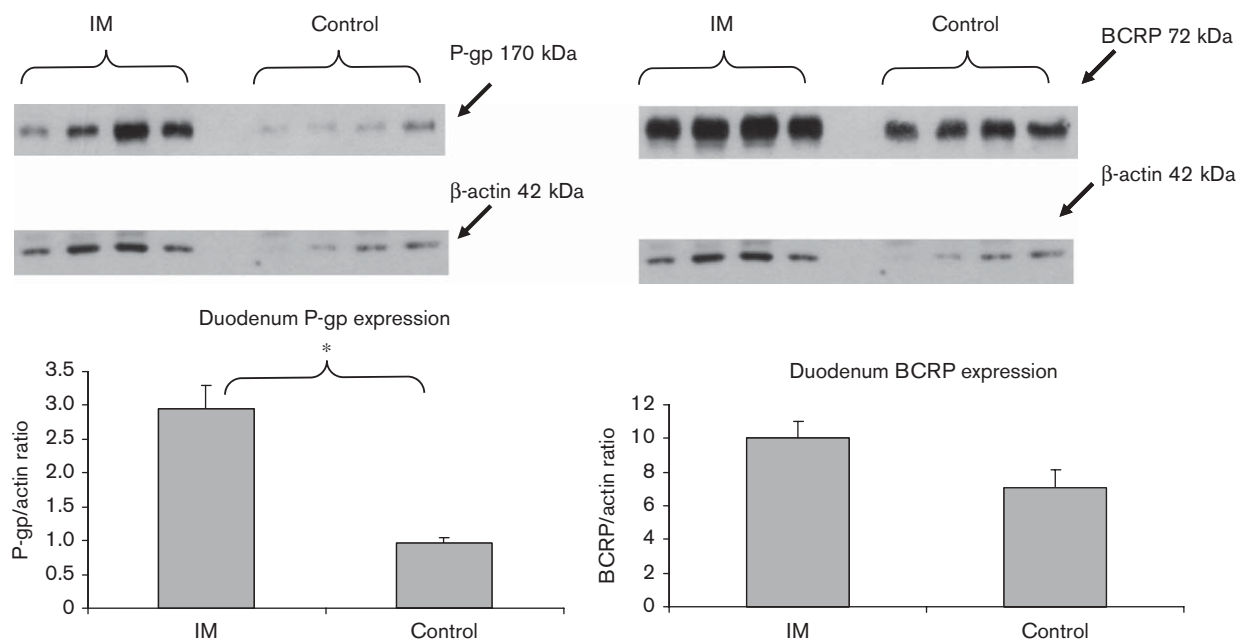 IM
Control
P-gp 170 kDa
β-actin 42 kDa
IM
Control
BCRP 72 kDa
β-actin 42 kDa
Duodenum P-gp expression
*
P-gp/actin ratio
3.5
3.0
2.5
2.0
1.5
1.0
0.5
0
IM
Control
Duodenum BCRP expression
BCRP/actin ratio
12
10
8
6
4
2
0
IM
Control